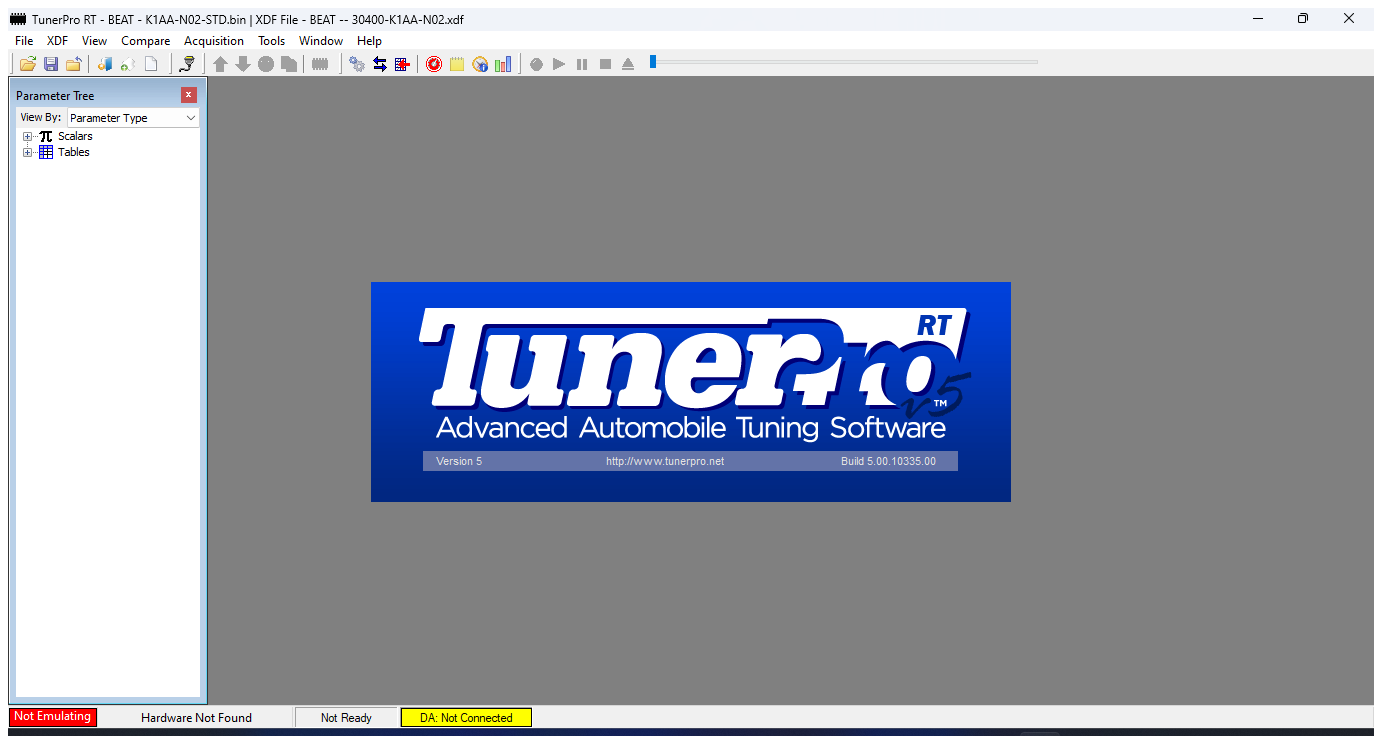 TunerPro RT - BEAT - K1AA-N02-STD.bin | XDF File - BEAT -- 30400-K1AA-N02.xdf
File XDF View Compare Acquisition Tools Window Help
Parameter Tree
View By: Parameter Type
Scalars
Tables
TunerPro RT
v5 ™
Advanced Automobile Tuning Software
Version 5 http://www.tunerpro.net Build 5.00.10335.00
Not Emulating Hardware Not Found Not Ready DA: Not Connected